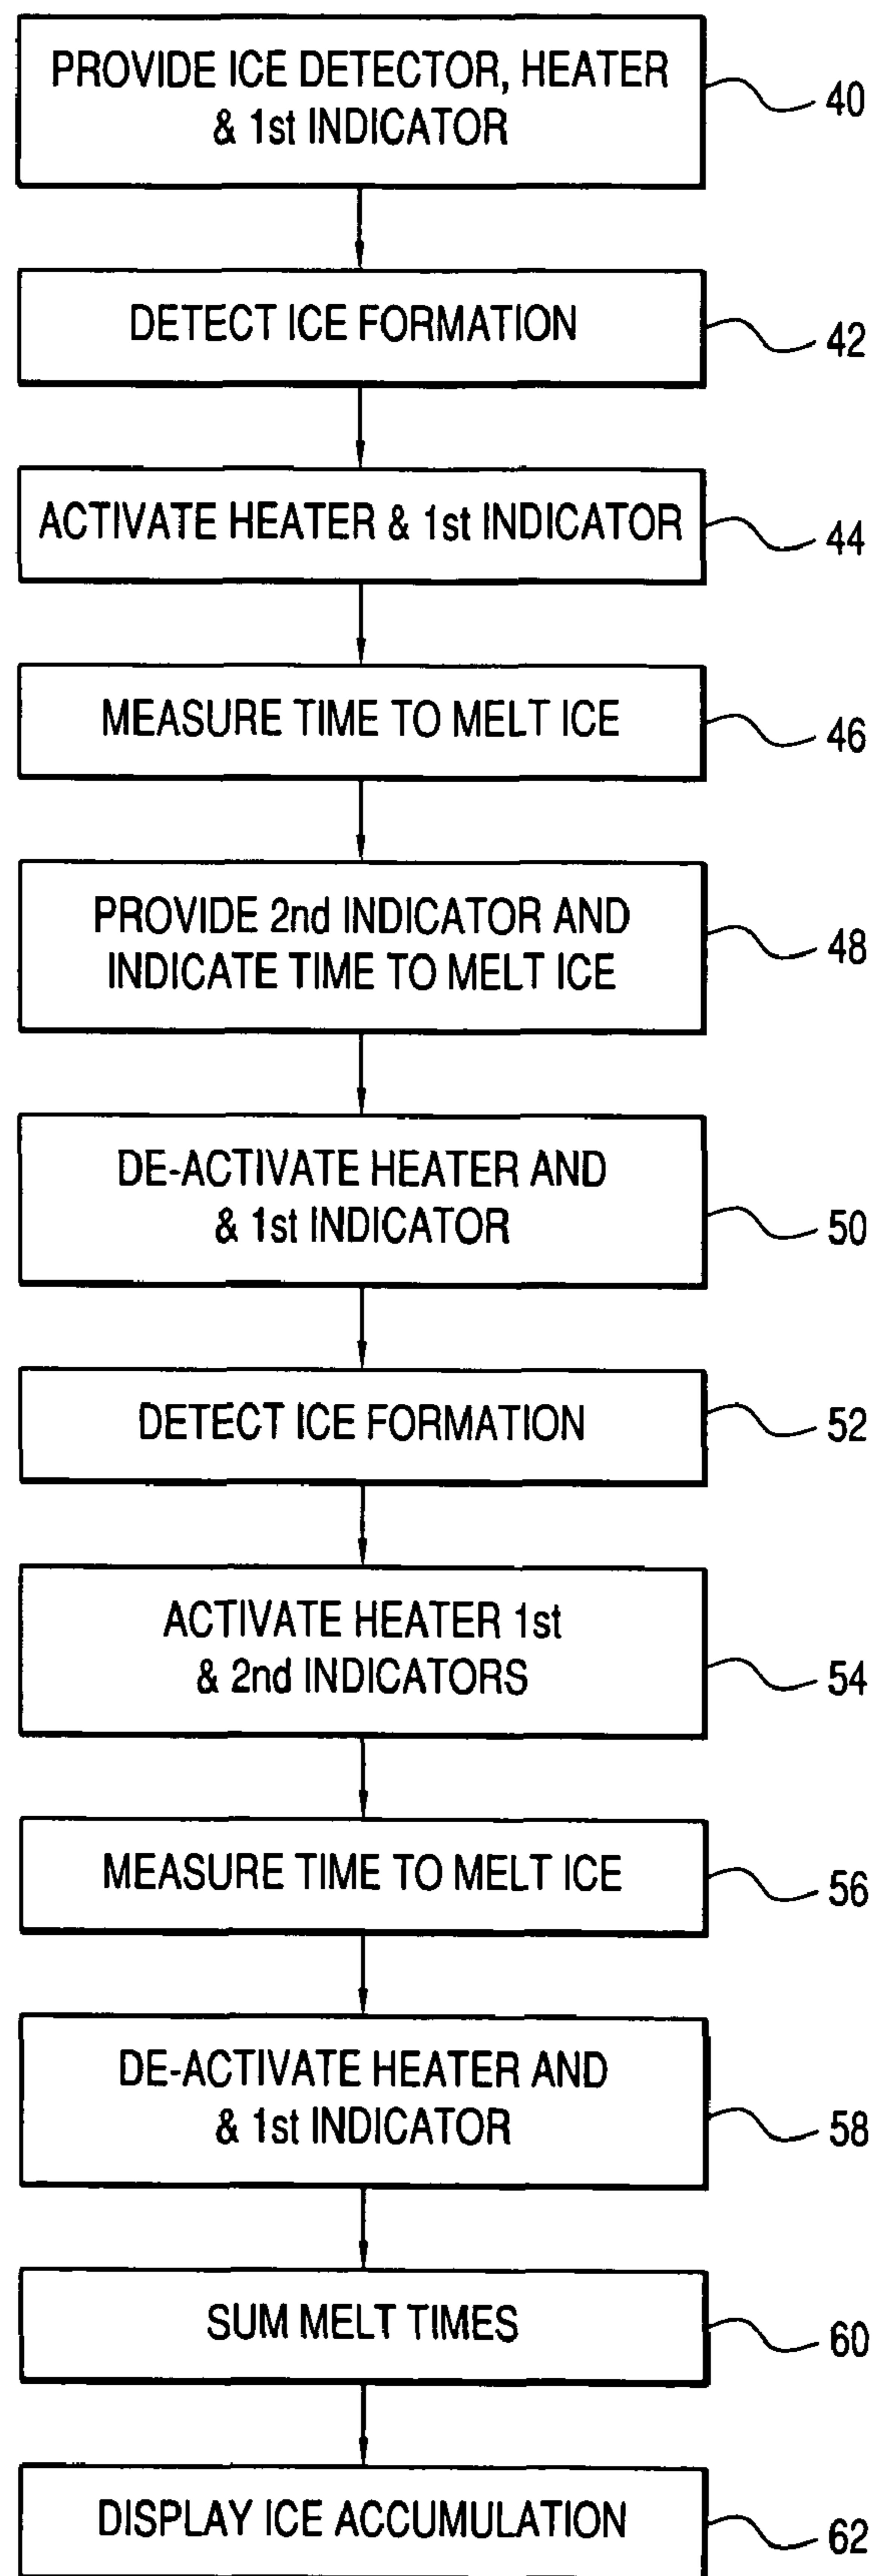 PROVIDE ICE DETECTOR, HEATER
& 1st INDICATOR
40
DETECT ICE FORMATION
42
ACTIVATE HEATER & 1st INDICATOR
44
MEASURE TIME TO MELT ICE
46
PROVIDE 2nd INDICATOR AND
INDICATE TIME TO MELT ICE
48
DE-ACTIVATE HEATER AND
& 1st INDICATOR
50
DETECT ICE FORMATION
52
ACTIVATE HEATER 1st
& 2nd INDICATORS
54
MEASURE TIME TO MELT ICE
56
DE-ACTIVATE HEATER AND
& 1st INDICATOR
58
SUM MELT TIMES
60
DISPLAY ICE ACCUMULATION
62